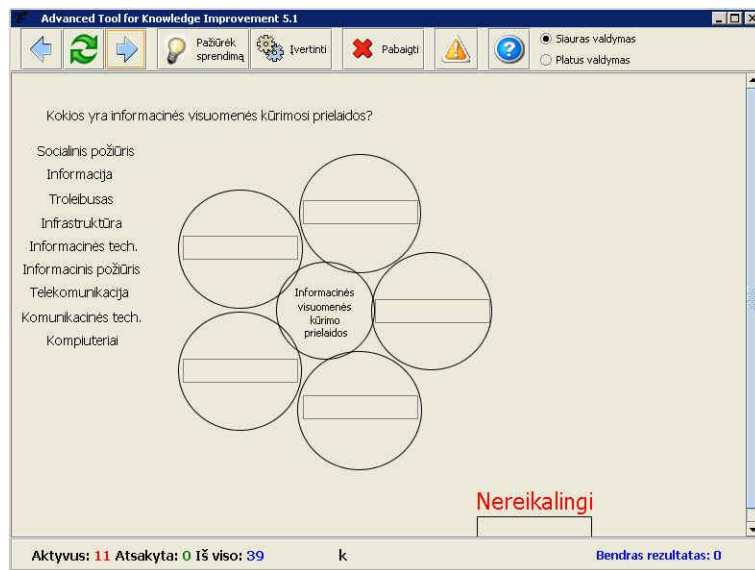 Advanced Tool for Knowledge Improvement 5.1
Pažiūrėk
sprendimą
Įvertinti
Pabaigti
Siauras valdymas
Platus valdymas
Kokios yra informacinės visuomenės kūrimosi prielaidos?
Socialinis požiūris
Informacija
Troleibusas
Infrastruktūra
Informacinės tech.
Informacinis požiūris
Telekomunikacija
Komunikacinės tech.
Kompiuteriai
Informacinės
visuomenės
kūrimo
prielaidos
Nereikalingi
Aktyvus: 11 Atsakyta: 0 Iš viso: 39 k Bendras rezultatas: 0